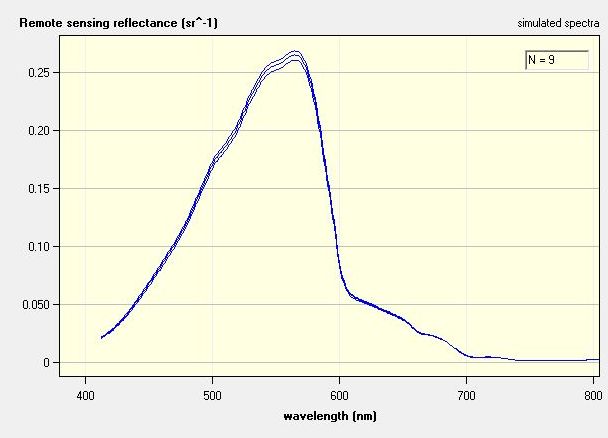 Remote sensing reflectance (sr^-1)
simulated spectra
N = 9
0.25
0.20
0.15
0.10
0.050
0
400
500
600
700
800
wavelength (nm)